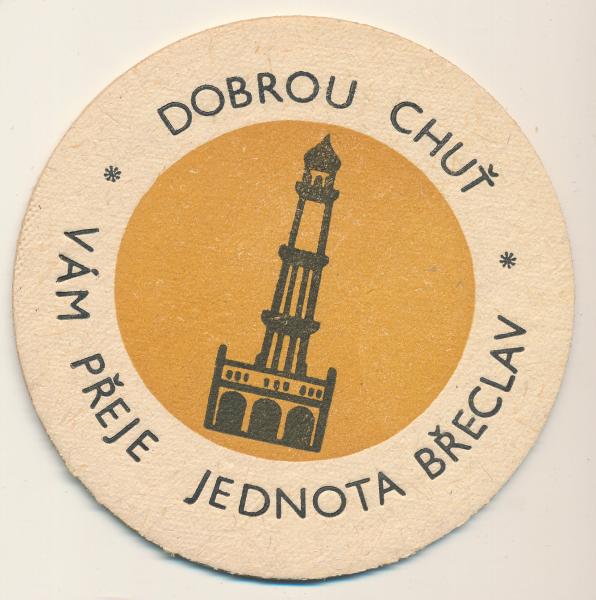 DOBROU CHUŤ
* VÁM PŘEJE JEDNOTA BŘECLAV *